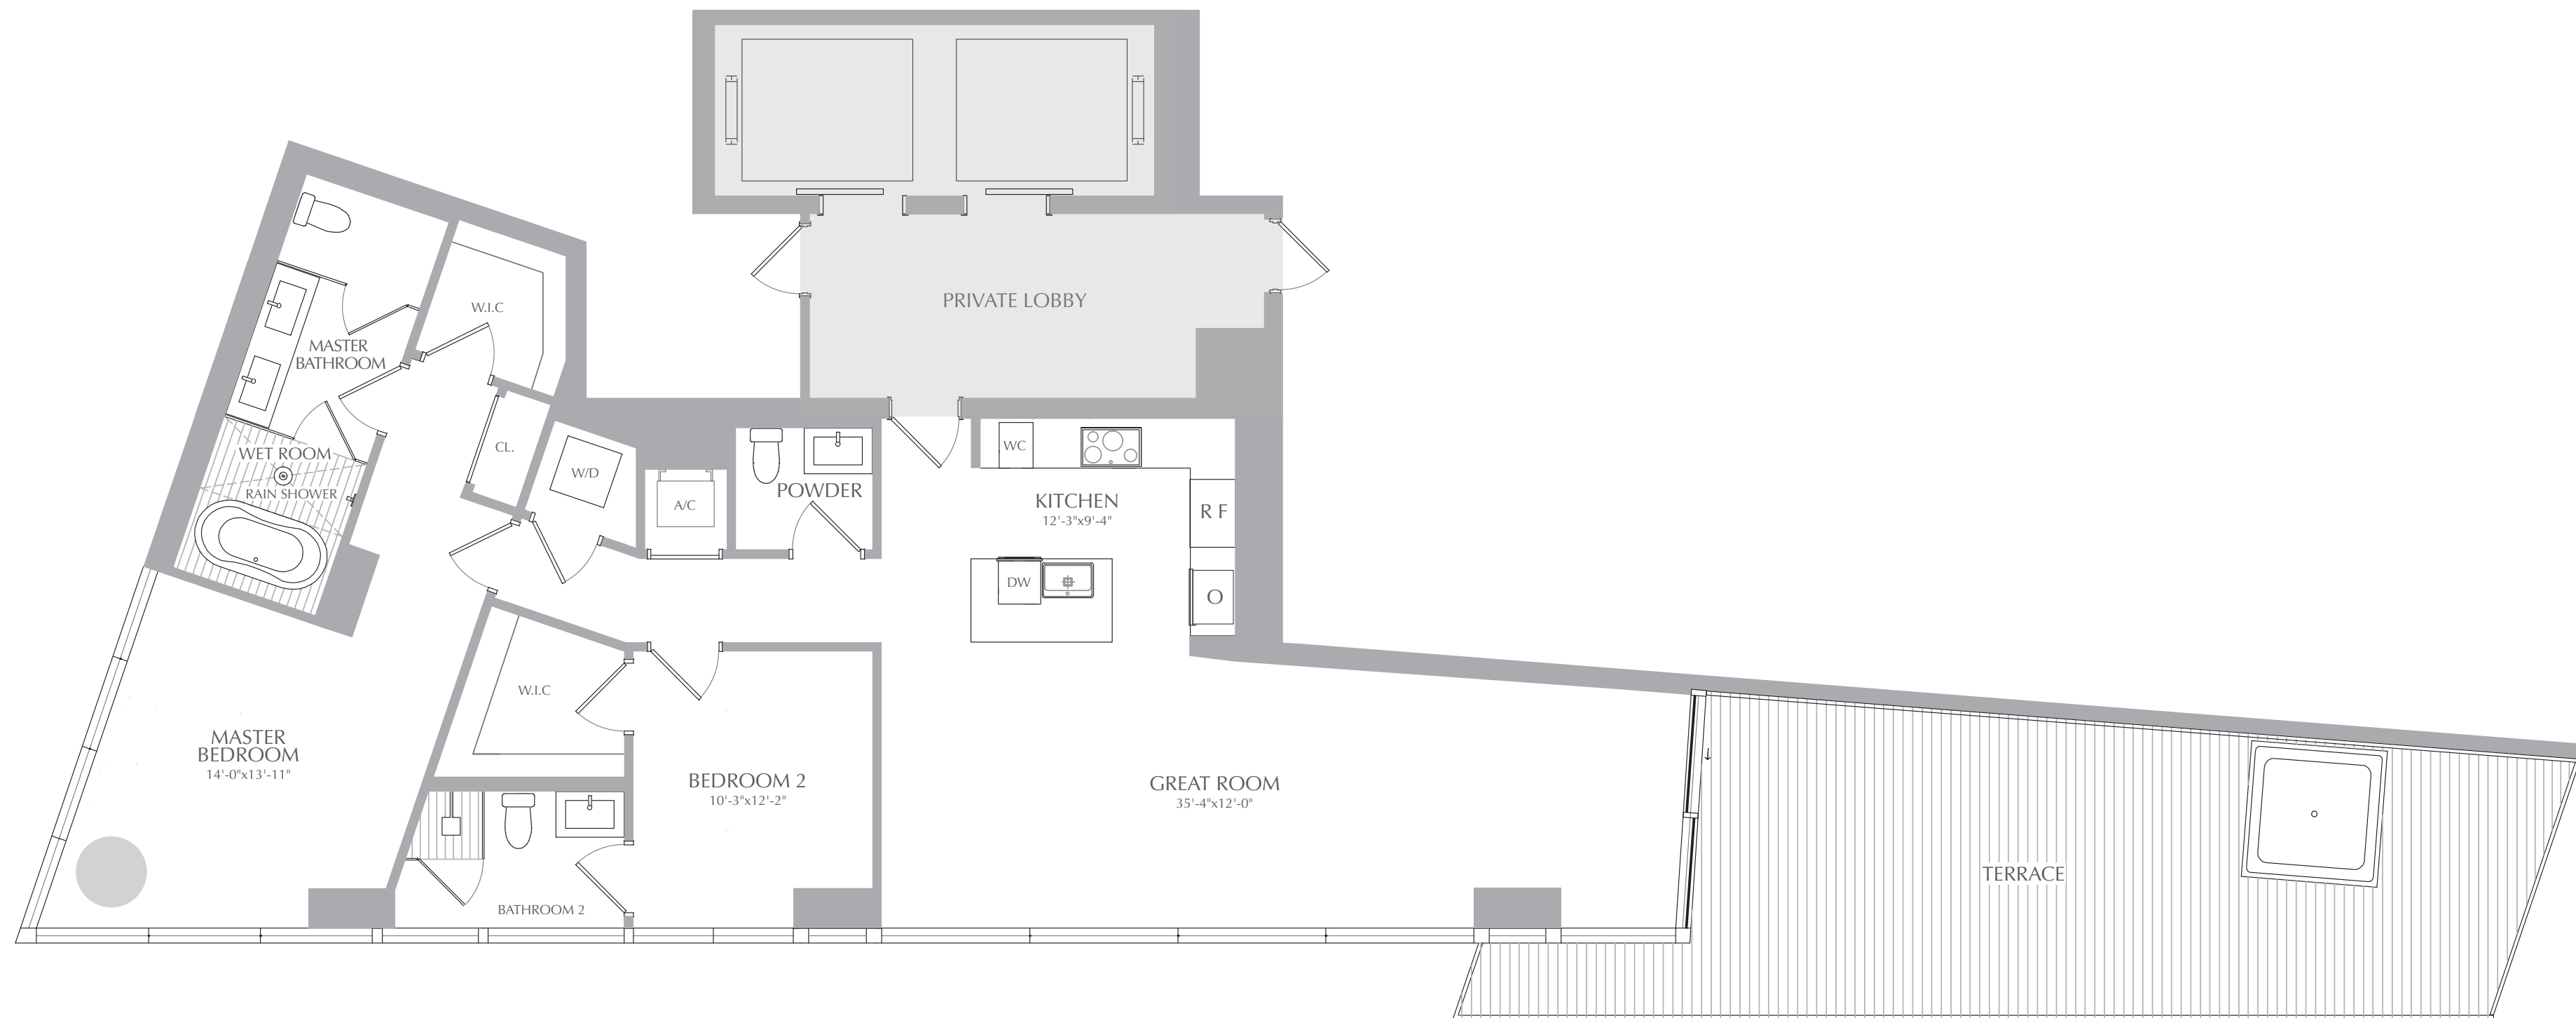 PRIVATE LOBBY
W.I.C
MASTER
BATHROOM
WET ROOM
RAIN SHOWER
CL.
W/D
A/C
POWDER
WC
KITCHEN
12'-3"x9'-4"
R F
DW
O
W.I.C
MASTER
BEDROOM
14'-0"x13'-11"
BEDROOM 2
10'-3"x12'-2"
GREAT ROOM
35'-4"x12'-0"
TERRACE
BATHROOM 2